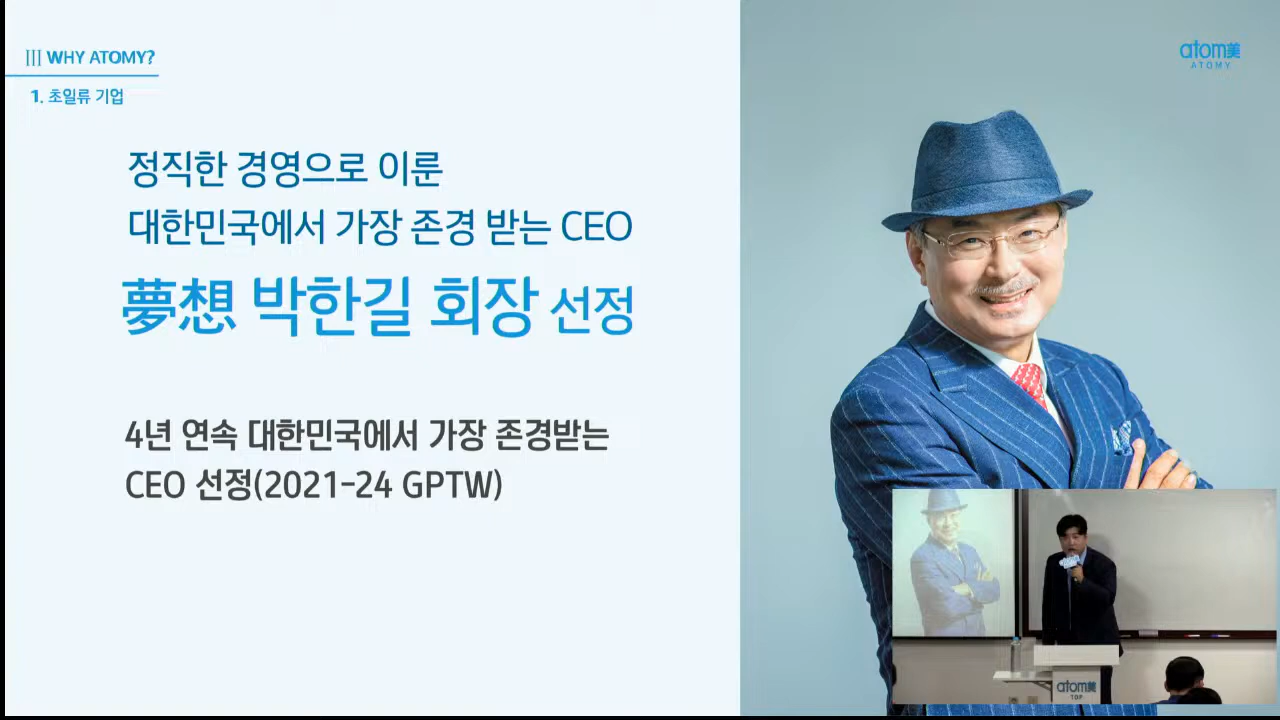 III WHY ATOMY?
1. 초일류 기업
정직한 경영으로 이룬
대한민국에서 가장 존경 받는 CEO
夢想 박한길 회장 선정
4년 연속 대한민국에서 가장 존경받는
CEO 선정(2021-24 GPTW)
atom美
ATOMY
atom美
TOP